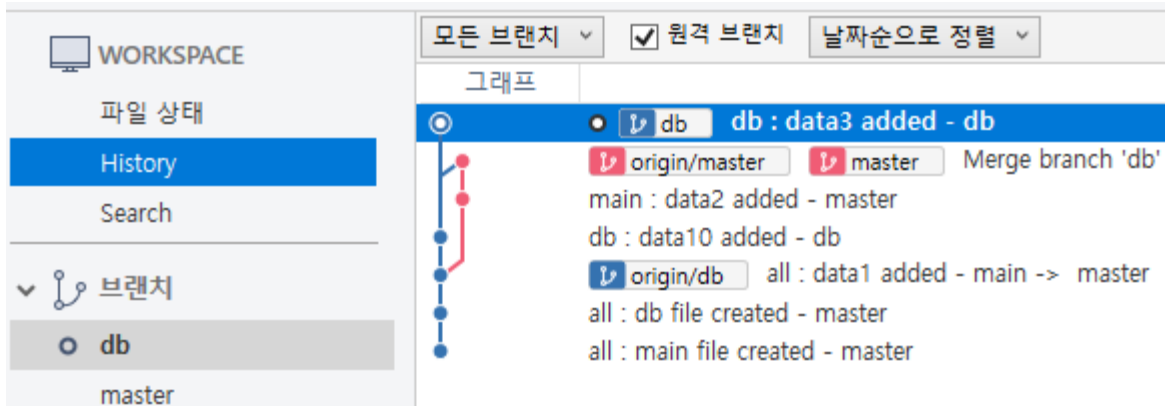 WORKSPACE
파일 상태
History
Search
브랜치
db
master
모든 브랜치 원격 브랜치 날짜순으로 정렬
그래프
db db : data3 added - db
origin/master master Merge branch 'db'
main : data2 added - master
db : data10 added - db
origin/db all : data1 added - main -> master
all : db file created - master
all : main file created - master